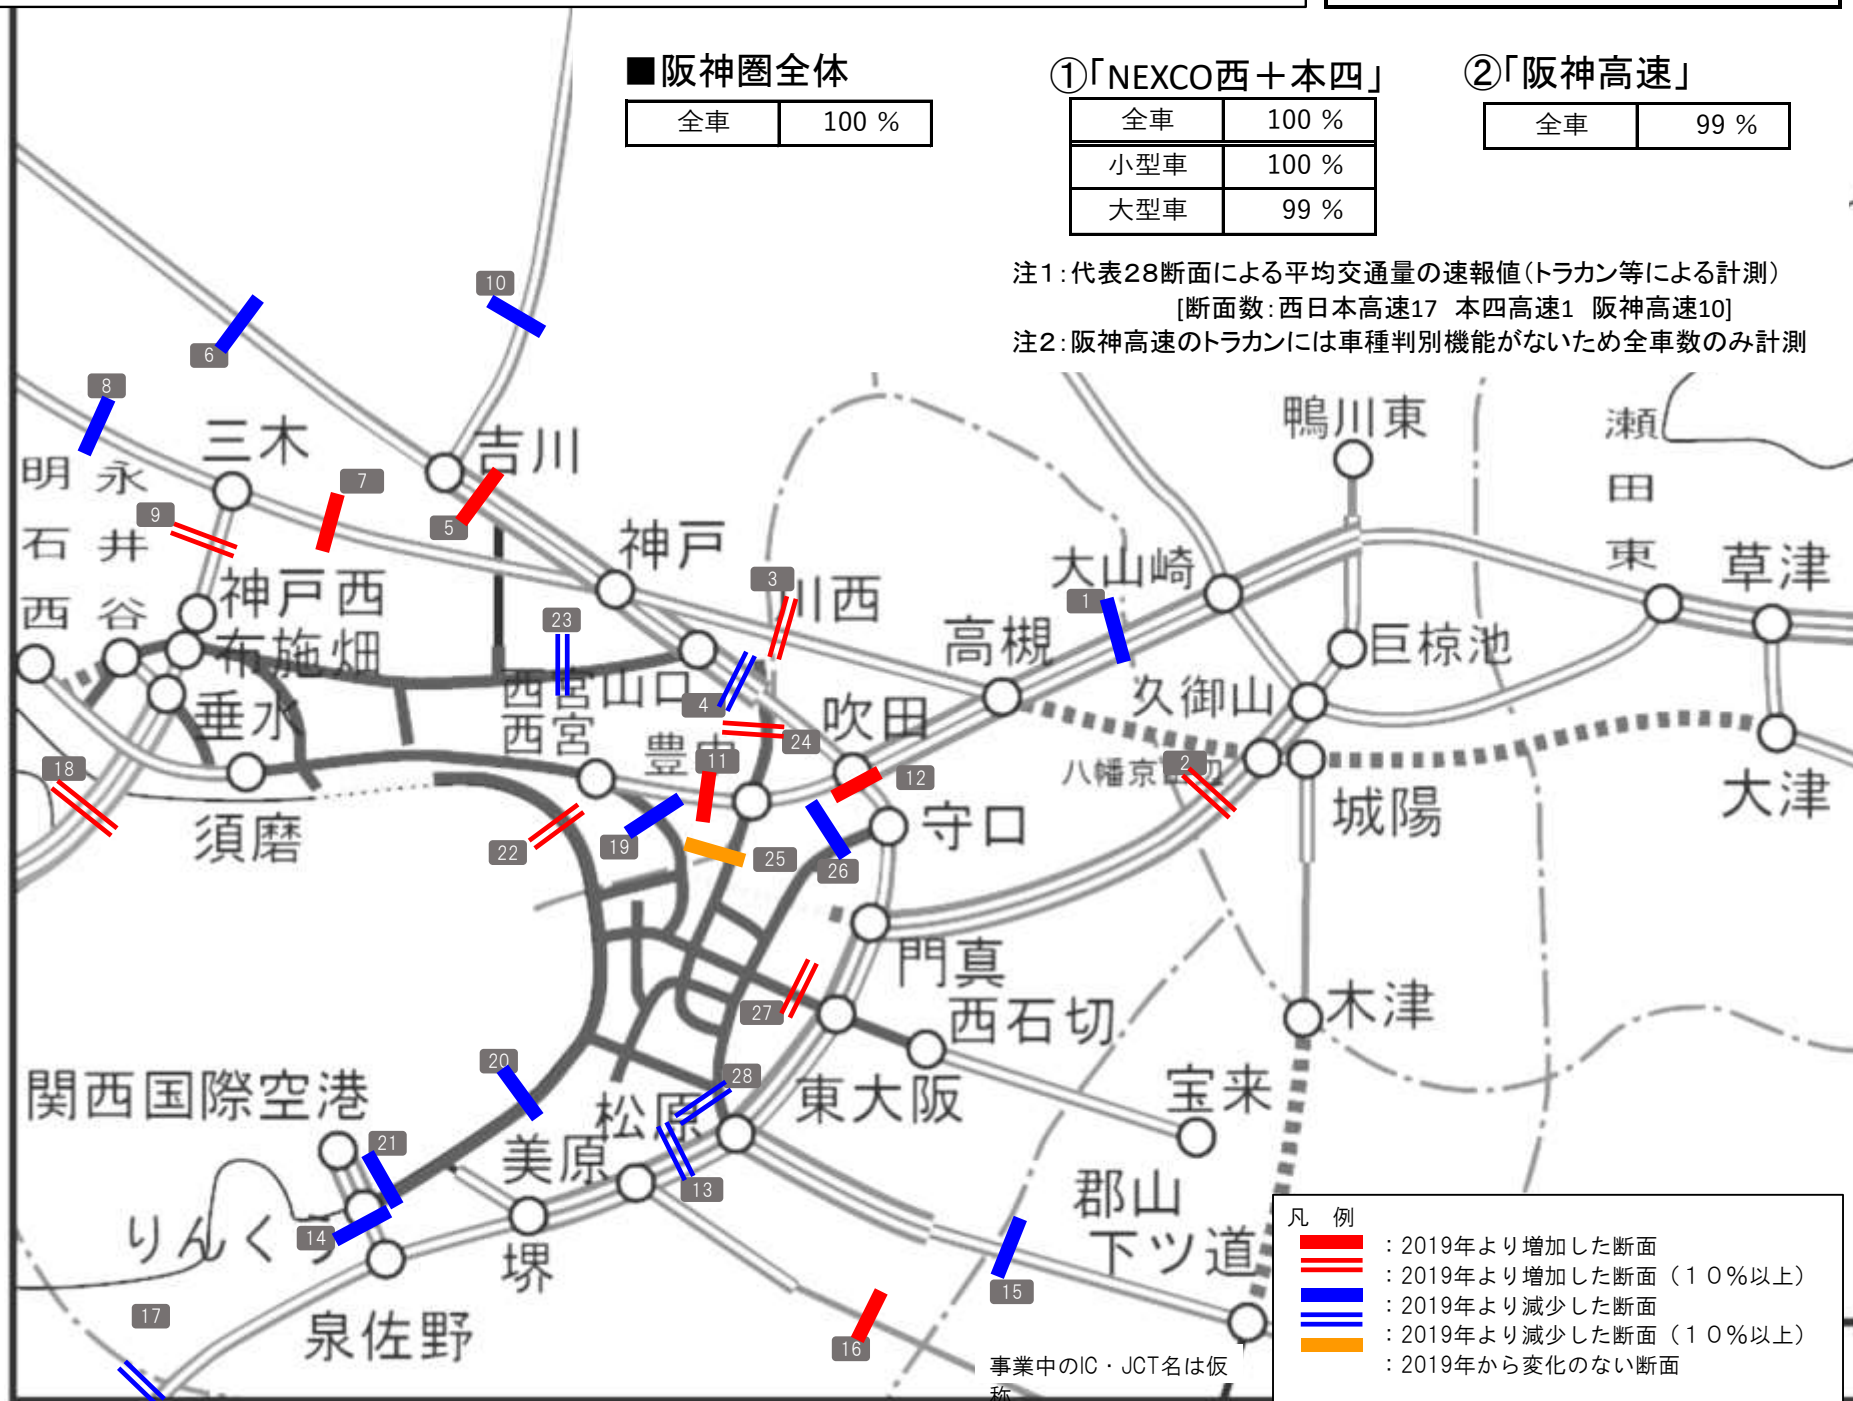 ■阪神圏全体
全車 100 %
①「NEXCO西＋本四」
全車 100 %
小型車 100 %
大型車 99 %
②「阪神高速」
全車 99 %
注１：代表２８断面による平均交通量の速報値（トラカン等による計測）
[断面数：西日本高速17 本四高速1 阪神高速10]
注２：阪神高速のトラカンには車種判別機能がないため全車数のみ計測
10
6
8
三木
吉川
鴨川東
瀬田東
明石西
永井谷
7
9
5
神戸
3
川西
大山崎
1
草津
神戸西
布施畑
23
高槻
巨椋池
西宮山口
西宮
4
久御山
垂水
吹田
24
豊中
11
12
18
2
八幡京田辺
城陽
大津
須磨
22
19
25
26
守口
門真
27
西石切
木津
20
28
関西国際空港
松原
東大阪
宝来
21
美原
13
郡山
下ツ道
14
りんくう
堺
15
17
泉佐野
16
事業中のIC・JCT名は仮
称
凡 例
：2019年より増加した断面
：2019年より増加した断面（１０％以上）
：2019年より減少した断面
：2019年より減少した断面（１０％以上）
：2019年から変化のない断面